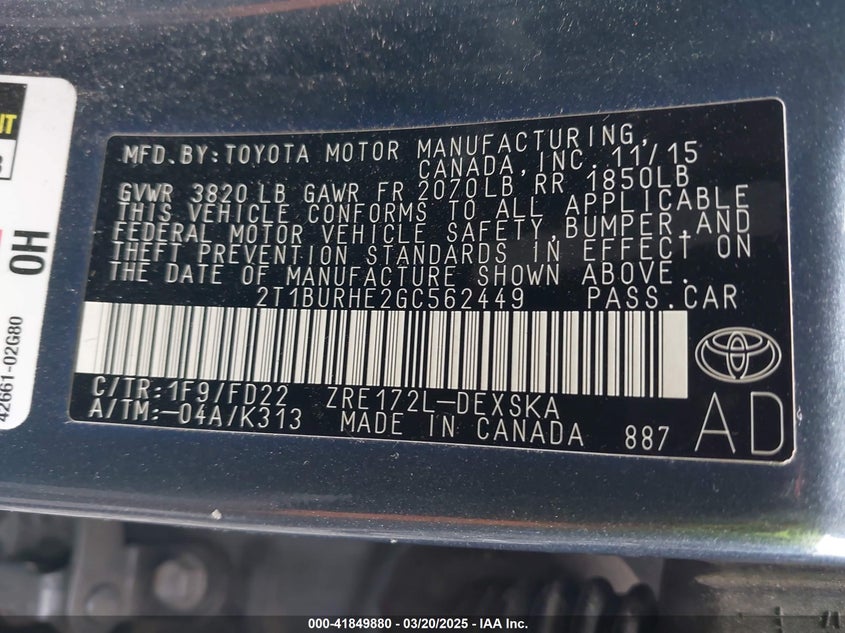 MFD.BY:TOYOTA MOTOR MANUFACTURING,
CANADA,INC. 11/15
GVWR 3820 LB GAWR FR 2070LB RR 1850LB
THIS VEHICLE CONFORMS TO ALL APPLICABLE
FEDERAL MOTOR VEHICLE SAFETY,BUMPER,AND
THEFT PREVENTION STANDARDS IN EFFECT ON
THE DATE OF MANUFACTURE SHOWN ABOVE.
2T1BURHE2GC562449 PASS.CAR
C/TR:1F9/FD22 ZRE172L-DEXSKA
A/TM:-04A/K313 MADE IN CANADA 887
AD
HO
42661-02G80
000-41849880 - 03/20/2025 - IAA Inc.